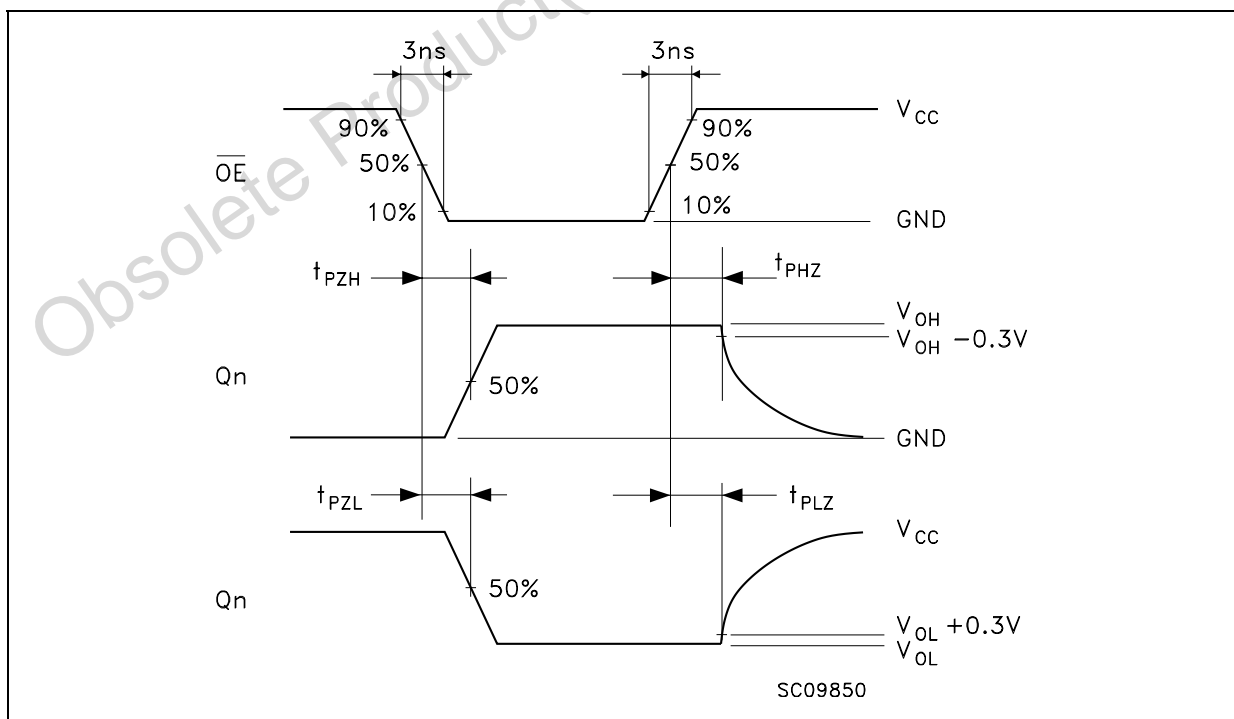 Obsolete Product(
3ns 3ns
90% 90% V_CC
50% 50%
O̅E̅
10% 10% GND
t_PZH t_PHZ
V_OH
V_OH −0.3V
Qn 50%
GND
t_PZL t_PLZ
V_CC
Qn 50%
V_OL +0.3V
V_OL
SC09850